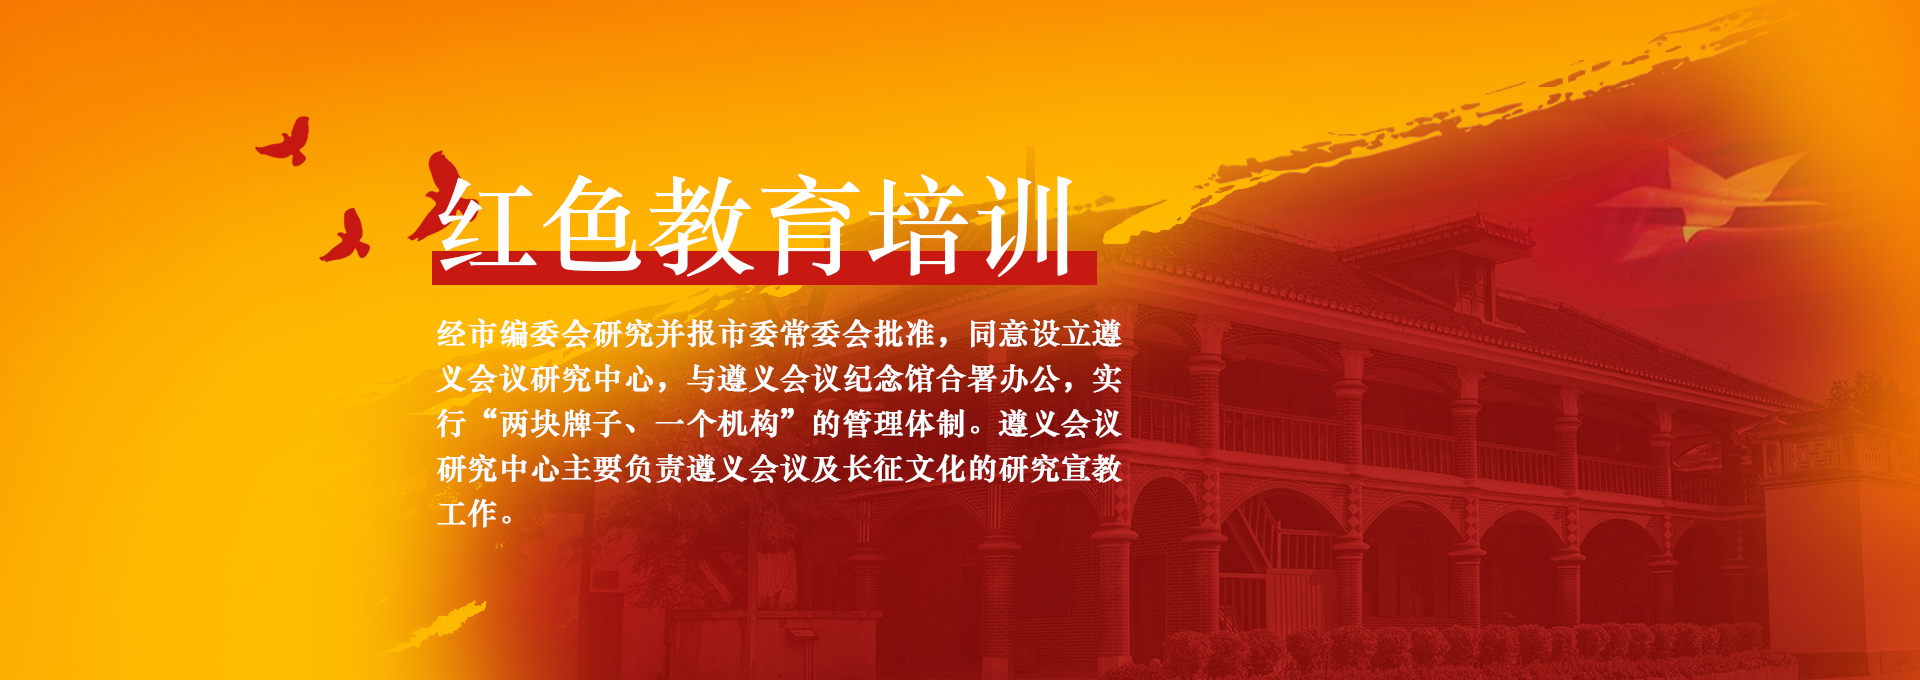 红色教育培训
经市编委会研究并报市委常委会批准，同意设立遵
义会议研究中心，与遵义会议纪念馆合署办公，实
行“两块牌子、一个机构”的管理体制。遵义会议
研究中心主要负责遵义会议及长征文化的研究宣教
工作。